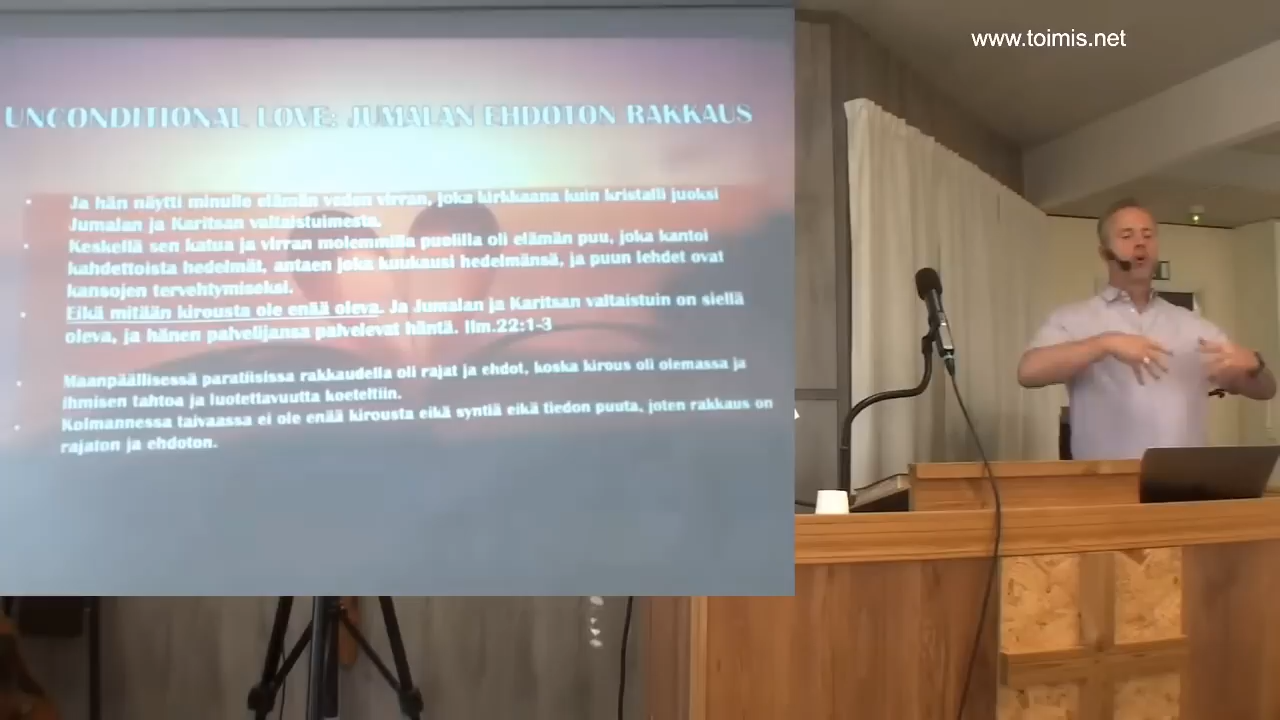 www.toimis.net
UNCONDITIONAL LOVE: JUMALAN EHDOTON RAKKAUS
• Ja hän näytti minulle elämän veden virran, joka kirkkaana kuin kristalli juoksi
Jumalan ja Karitsan valtaistuimesta.
• Keskellä sen katua ja virran molemmilla puolilla oli elämän puu, joka kantoi
kahdettoista hedelmät, antaen joka kuukausi hedelmänsä, ja puun lehdet ovat
kansojen tervehtymiseksi.
• Eikä mitään kirousta ole enää oleva. Ja Jumalan ja Karitsan valtaistuin on siellä
oleva, ja hänen palvelijansa palvelevat häntä. Ilm.22:1-3
• Maanpäällisessä paratiisissa rakkaudella oli rajat ja ehdot, koska kirous oli olemassa ja
ihmisen tahtoa ja luotettavuutta koeteltiin.
• Kolmannessa taivaassa ei ole enää kirousta eikä syntiä eikä tiedon puuta, joten rakkaus on
rajaton ja ehdoton.